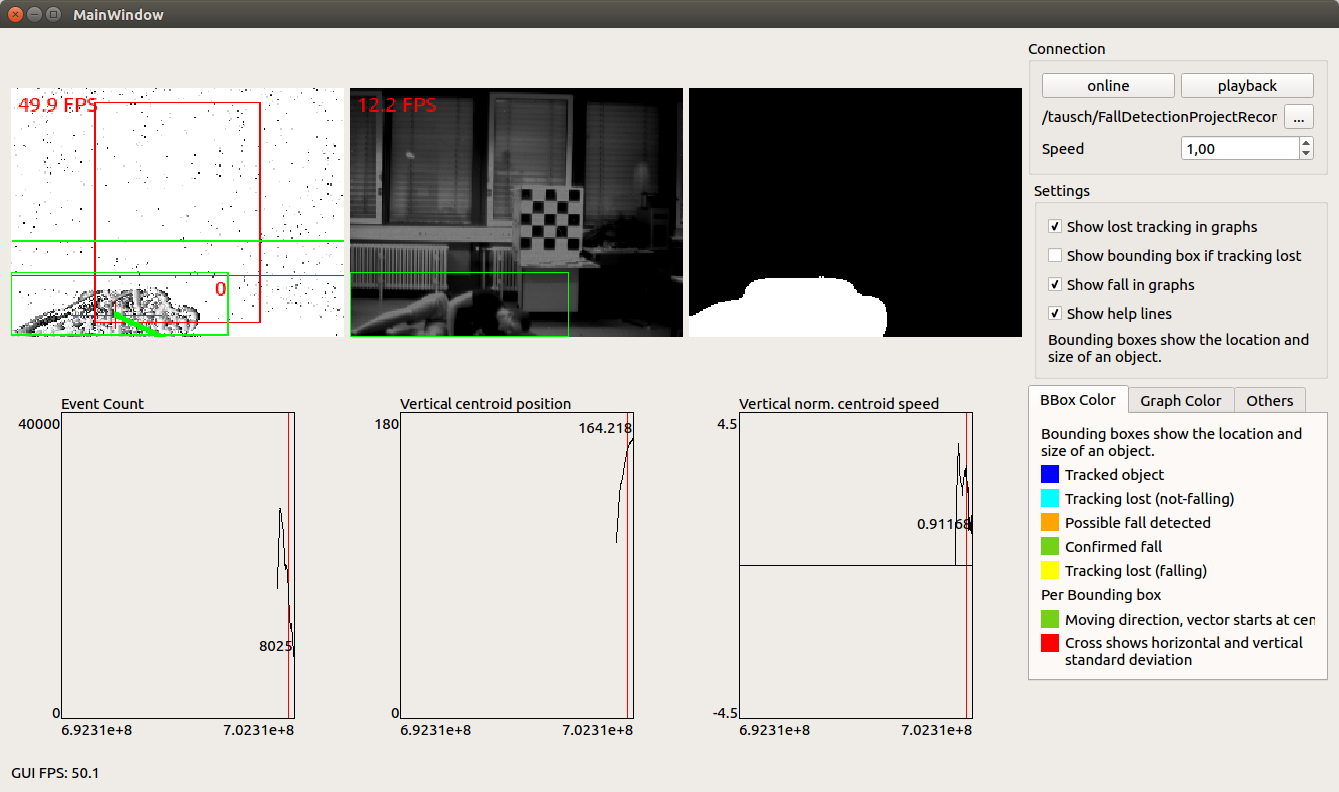 MainWindow
Connection
online
playback
/tausch/FallDetectionProjectRecor
...
Speed
1,00
Settings
Show lost tracking in graphs
Show bounding box if tracking lost
Show fall in graphs
Show help lines
Bounding boxes show the location and
size of an object.
49.9 FPS
0
12.2 FPS
BBox Color
Graph Color
Others
Bounding boxes show the location and
size of an object.
Tracked object
Tracking lost (not-falling)
Possible fall detected
Confirmed fall
Tracking lost (falling)
Per Bounding box
Moving direction, vector starts at cen
Cross shows horizontal and vertical
standard deviation
Event Count
40000
8025
0
6.9231e+8
7.0231e+8
Vertical centroid position
180
164.218
0
6.9231e+8
7.0231e+8
Vertical norm. centroid speed
4.5
0.91168
-4.5
6.9231e+8
7.0231e+8
GUI FPS: 50.1